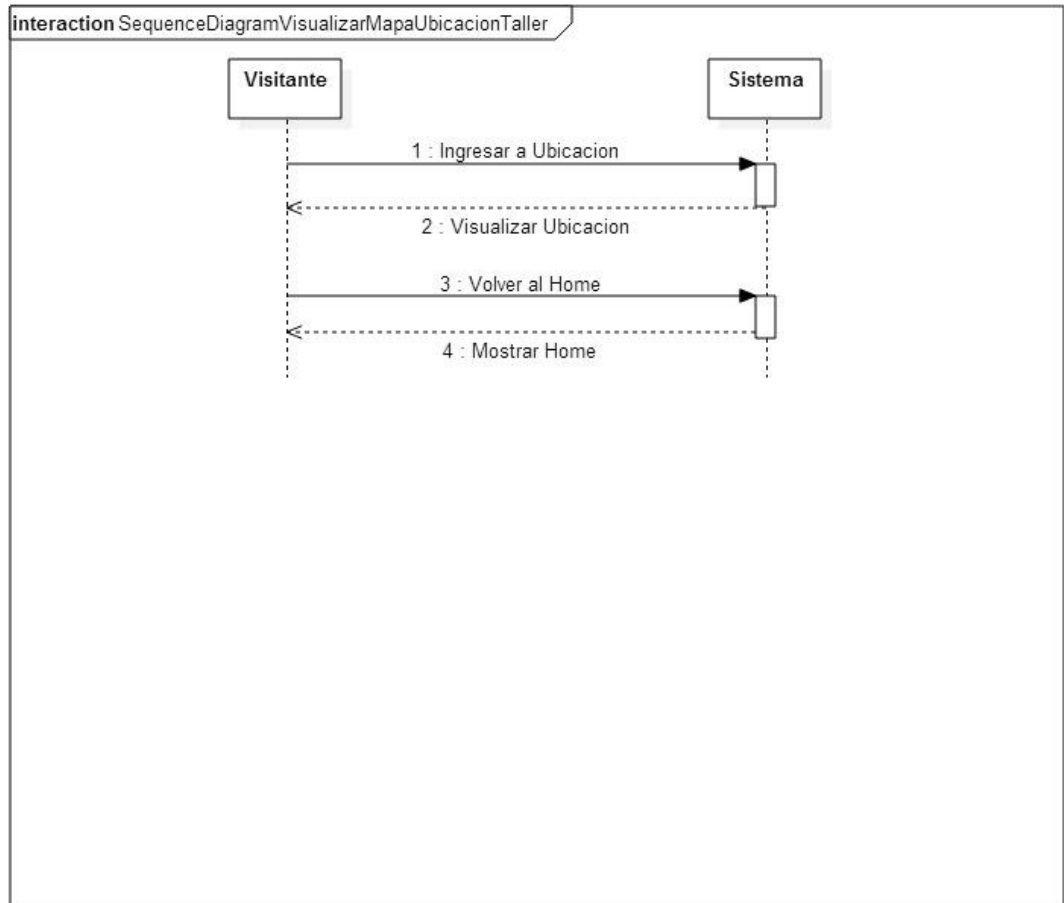 interaction SequenceDiagramVisualizarMapaUbicacionTaller
Visitante
Sistema
1 : Ingresar a Ubicacion
2 : Visualizar Ubicacion
3 : Volver al Home
4 : Mostrar Home